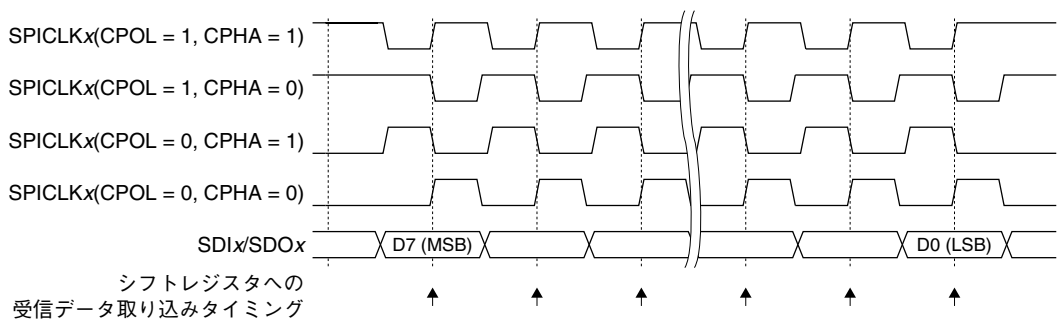 SPICLKx(CPOL = 1, CPHA = 1)
SPICLKx(CPOL = 1, CPHA = 0)
SPICLKx(CPOL = 0, CPHA = 1)
SPICLKx(CPOL = 0, CPHA = 0)
SDIx/SDOx D7 (MSB) D0 (LSB)
シフトレジスタへの
受信データ取り込みタイミング